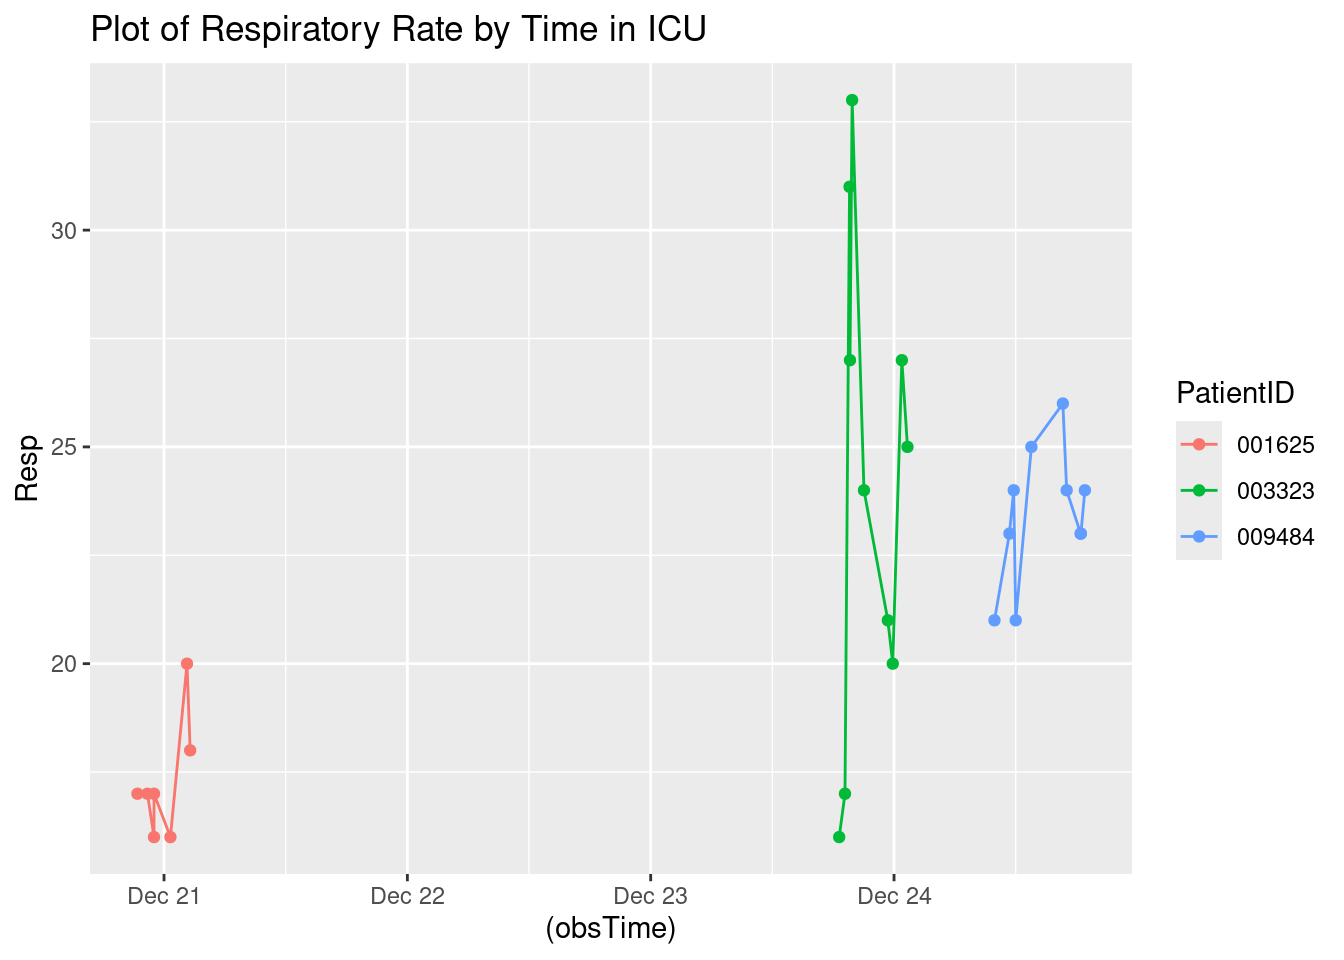 Plot of Respiratory Rate by Time in ICU
Resp
30
25
20
Dec 21
Dec 22
Dec 23
Dec 24
(obsTime)
PatientID
001625
003323
009484